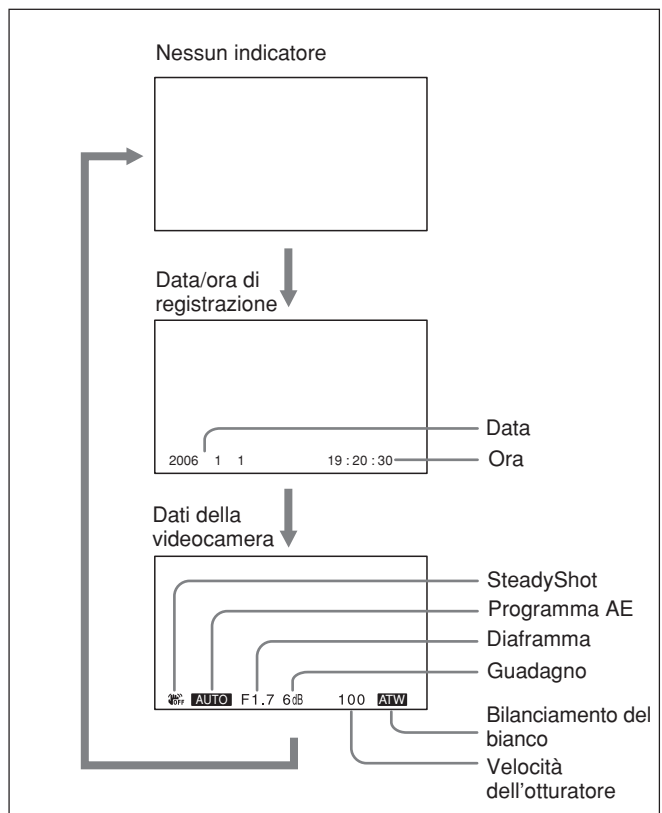 Nessun indicatore
Data/ora di
registrazione
Data
2006 1 1 19:20:30
Ora
Dati della
videocamera
SteadyShot
Programma AE
Diaframma
Guadagno
OFF AUTO F1.7 6dB 100 ATW
Bilanciamento del
bianco
Velocità
dell'otturatore